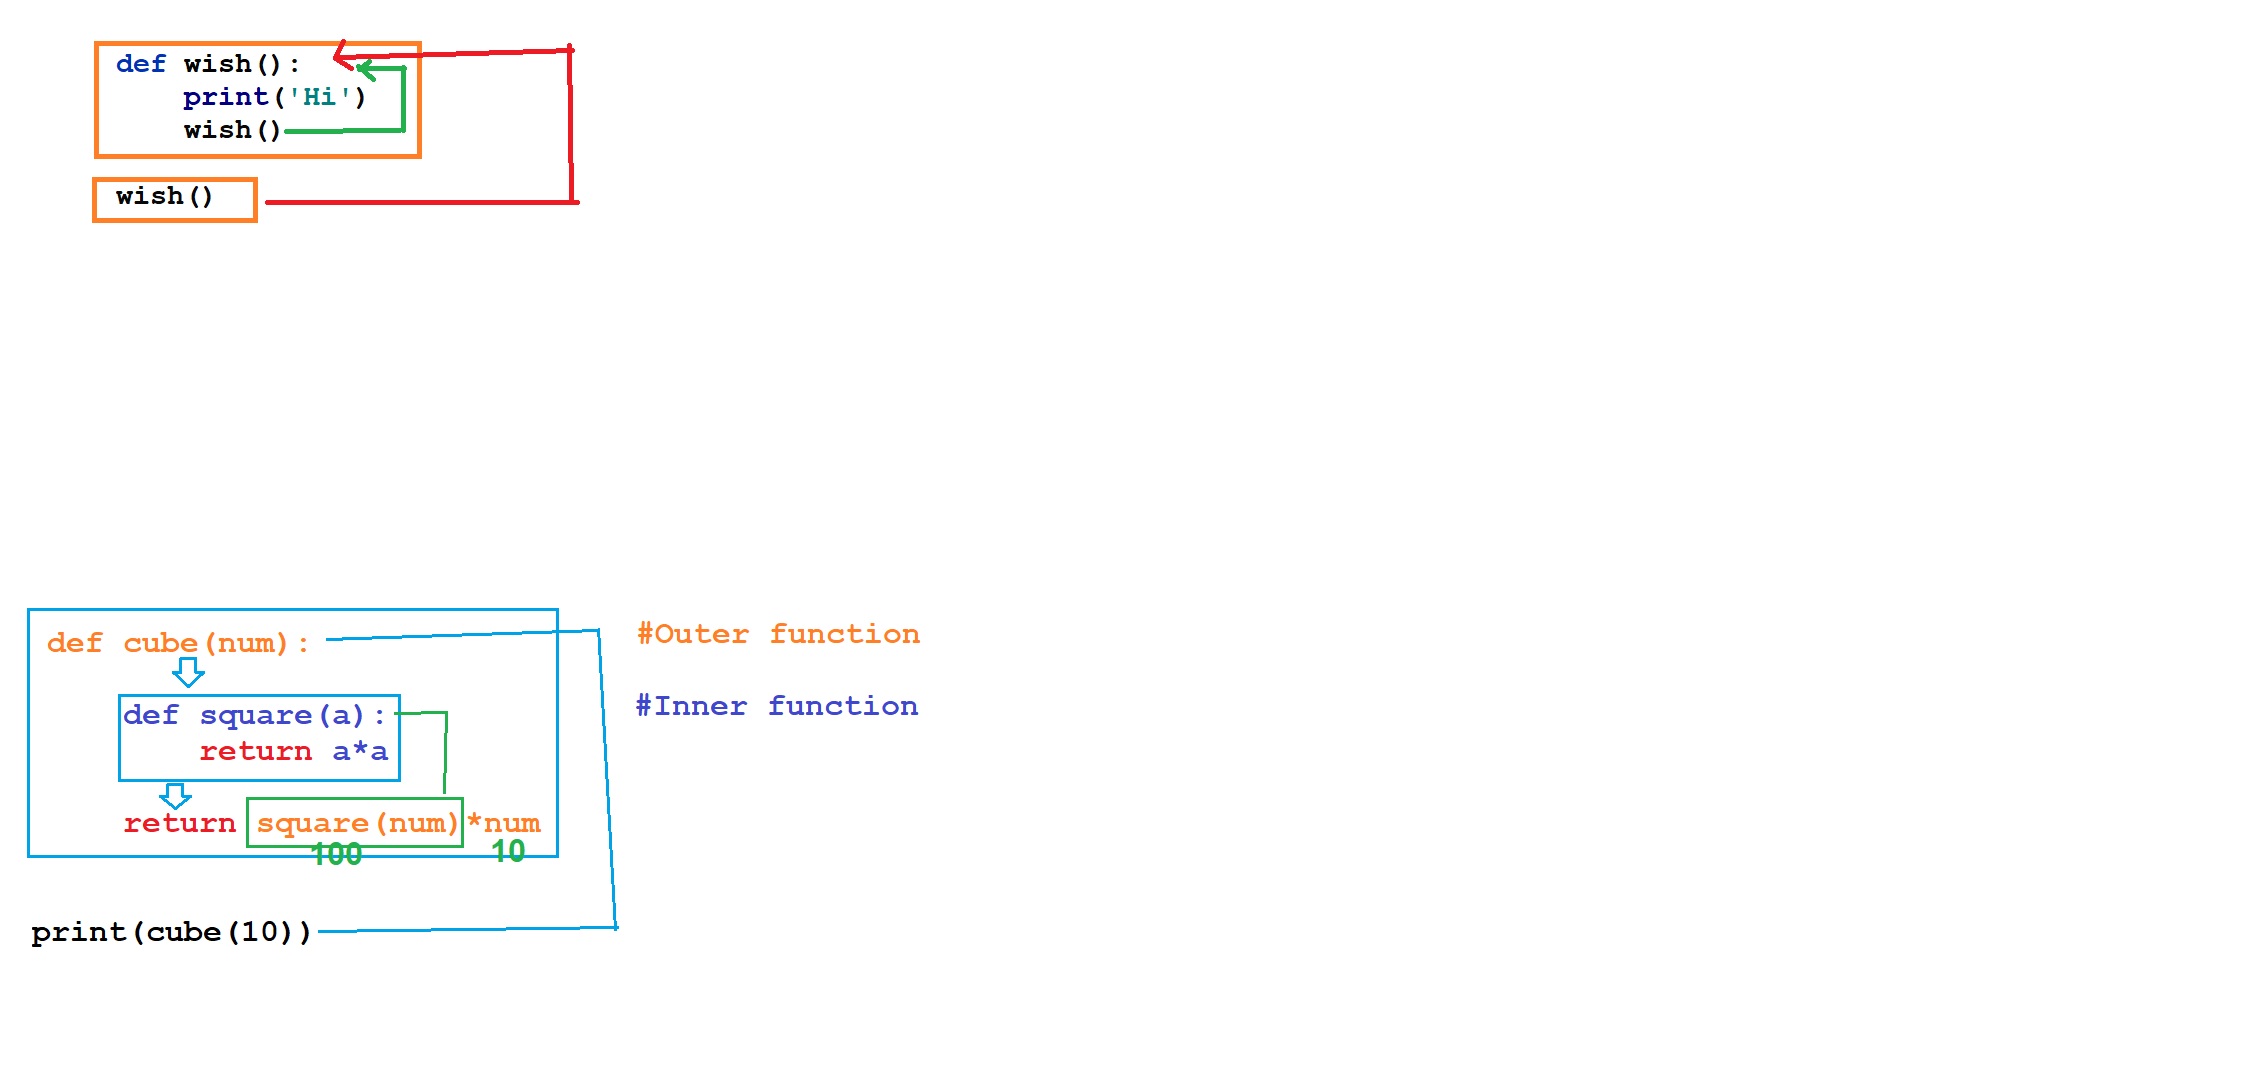 def wish():
    print('Hi')
    wish()
wish()
def cube(num): #Outer function
    def square(a): #Inner function
        return a*a
    return square(num)*num
100 10
print(cube(10))